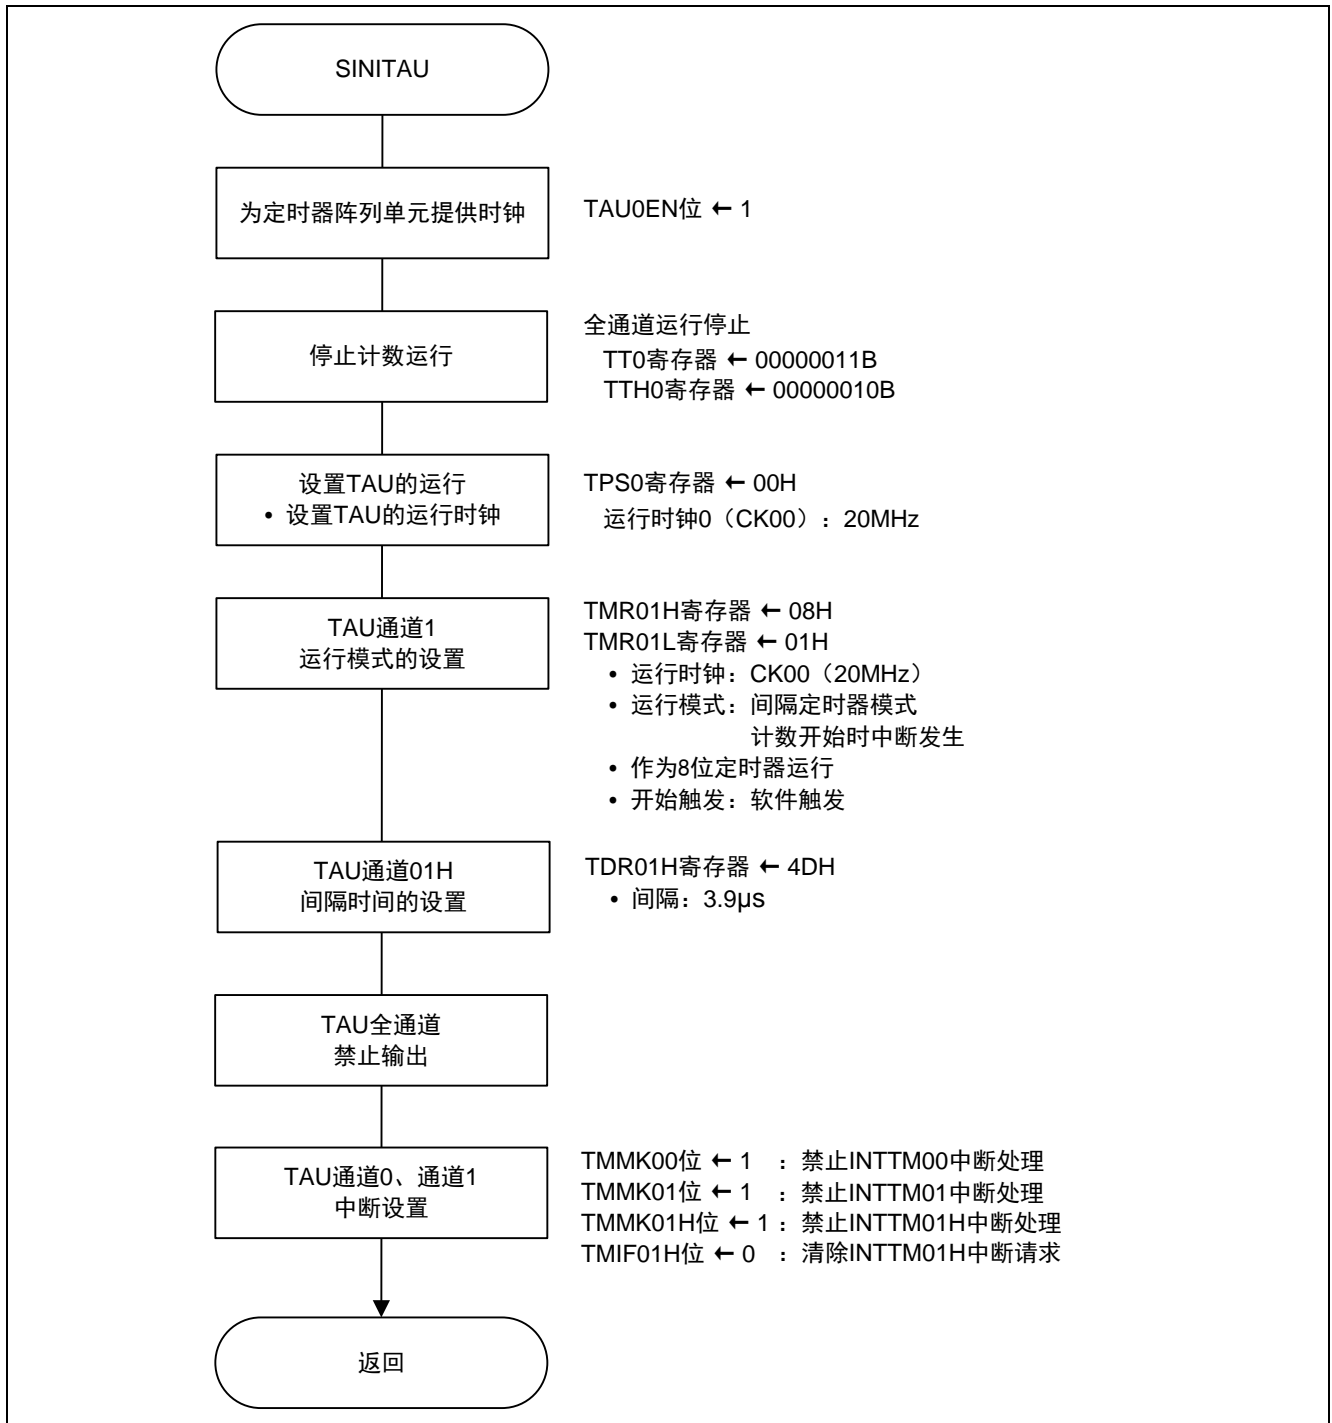 SINITAU
为定时器阵列单元提供时钟
TAU0EN位 ← 1
停止计数运行
全通道运行停止
TT0寄存器 ← 00000011B
TTH0寄存器 ← 00000010B
设置TAU的运行
• 设置TAU的运行时钟
TPS0寄存器 ← 00H
运行时钟0（CK00）：20MHz
TAU通道1
运行模式的设置
TMR01H寄存器 ← 08H
TMR01L寄存器 ← 01H
• 运行时钟：CK00（20MHz）
• 运行模式：间隔定时器模式
计数开始时中断发生
• 作为8位定时器运行
• 开始触发：软件触发
TAU通道01H
间隔时间的设置
TDR01H寄存器 ← 4DH
• 间隔：3.9μs
TAU全通道
禁止输出
TAU通道0、通道1
中断设置
TMMK00位 ← 1 ：禁止INTTM00中断处理
TMMK01位 ← 1 ：禁止INTTM01中断处理
TMMK01H位 ← 1：禁止INTTM01H中断处理
TMIF01H位 ← 0 ：清除INTTM01H中断请求
返回